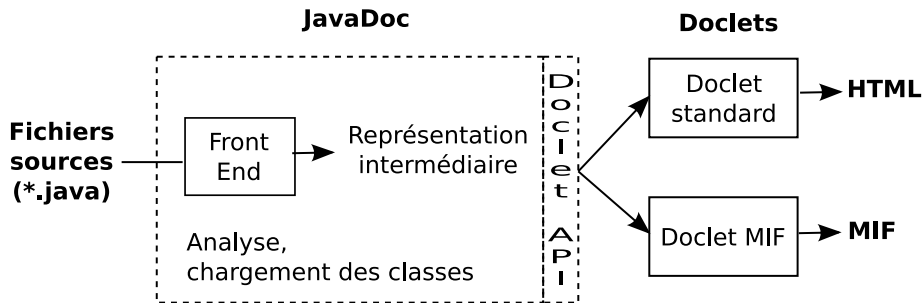 JavaDoc
Doclets
Fichiers
sources
(*.java)
Front
End
Représentation
intermédiaire
Analyse,
chargement des classes
Doclet API
Doclet
standard
HTML
Doclet MIF
MIF